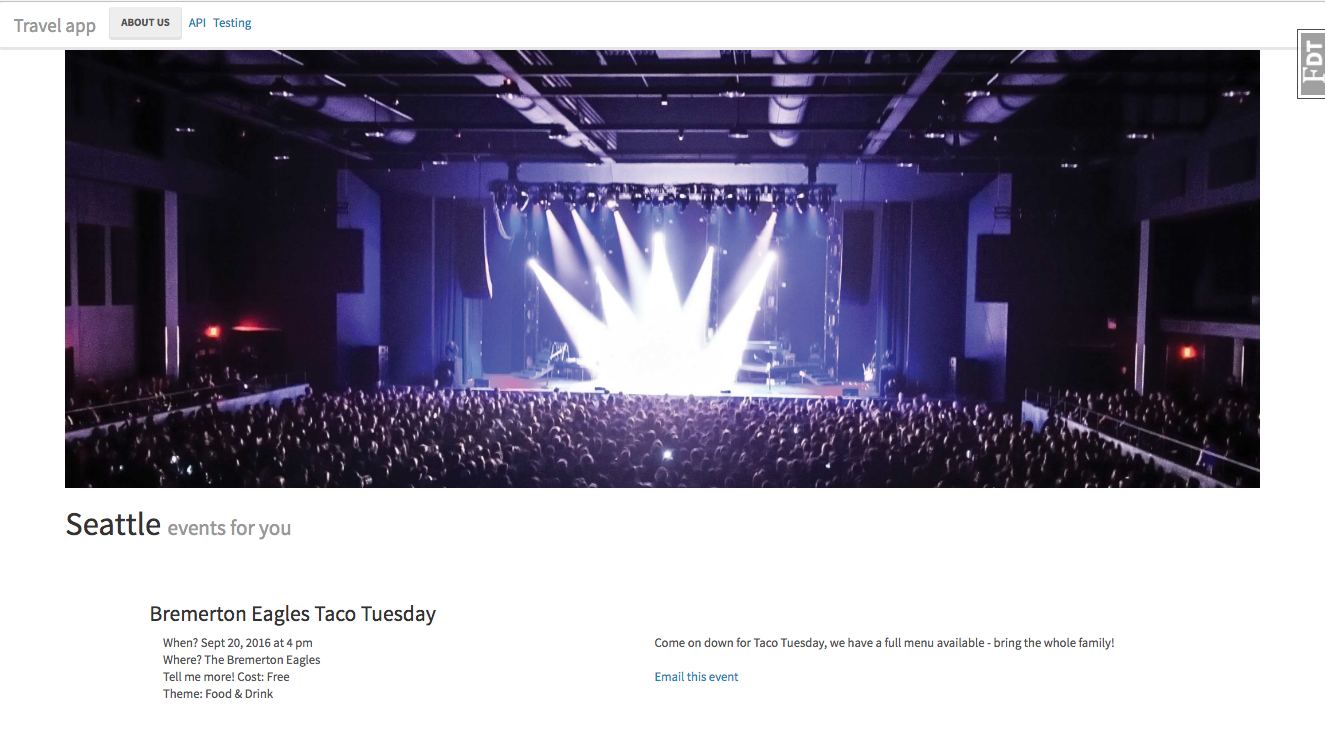 Travel app ABOUT US API Testing
FDT
Seattle events for you
Bremerton Eagles Taco Tuesday
When? Sept 20, 2016 at 4 pm
Where? The Bremerton Eagles
Tell me more! Cost: Free
Theme: Food & Drink
Come on down for Taco Tuesday, we have a full menu available - bring the whole family!
Email this event